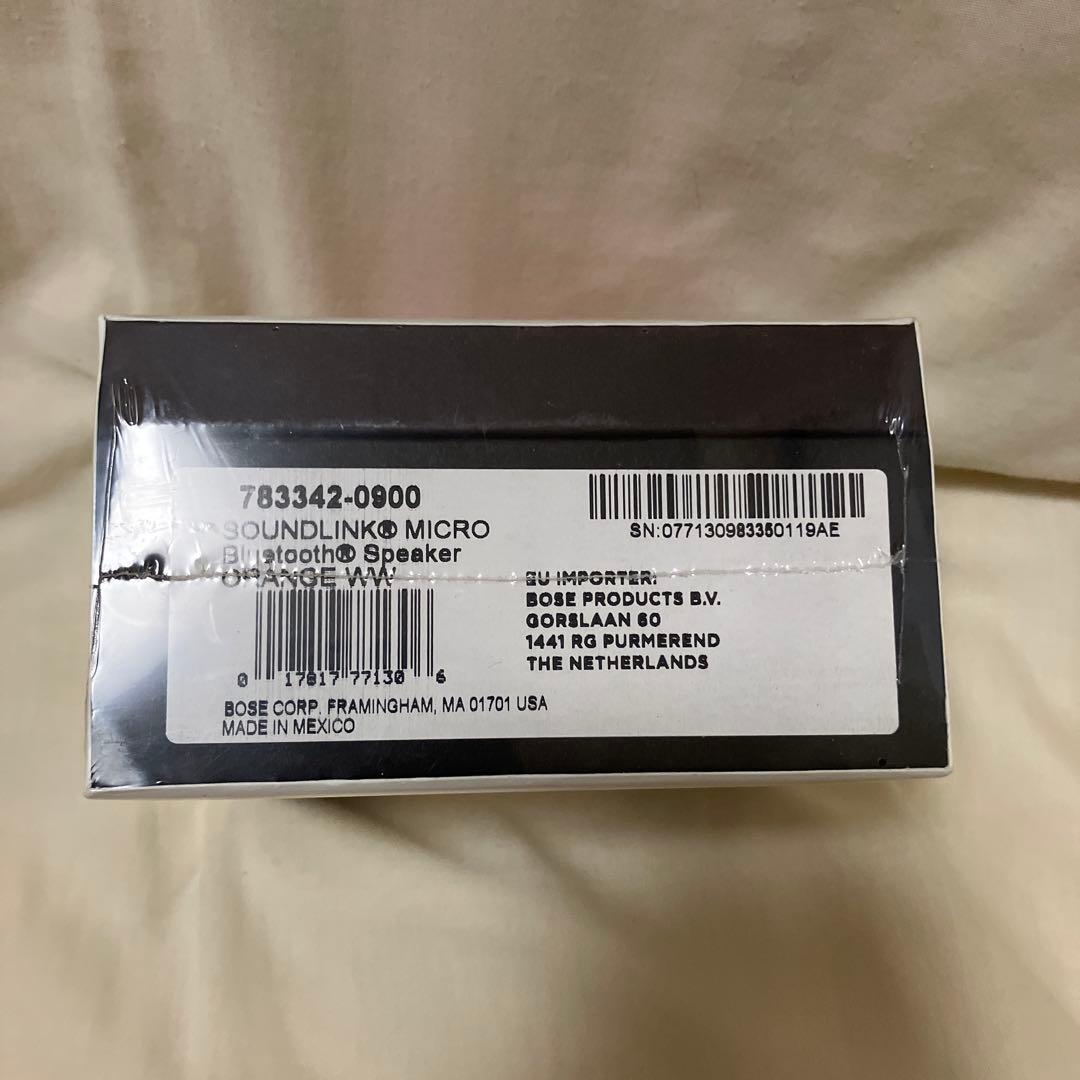 783342-0900
SOUNDLINK® MICRO
Bluetooth® Speaker
ORANGE WW
0 17817 77130 6
BOSE CORP. FRAMINGHAM, MA 01701 USA
MADE IN MEXICO
SN:077130983350119AE
EU IMPORTER:
BOSE PRODUCTS B.V.
GORSLAAN 60
1441 RG PURMEREND
THE NETHERLANDS